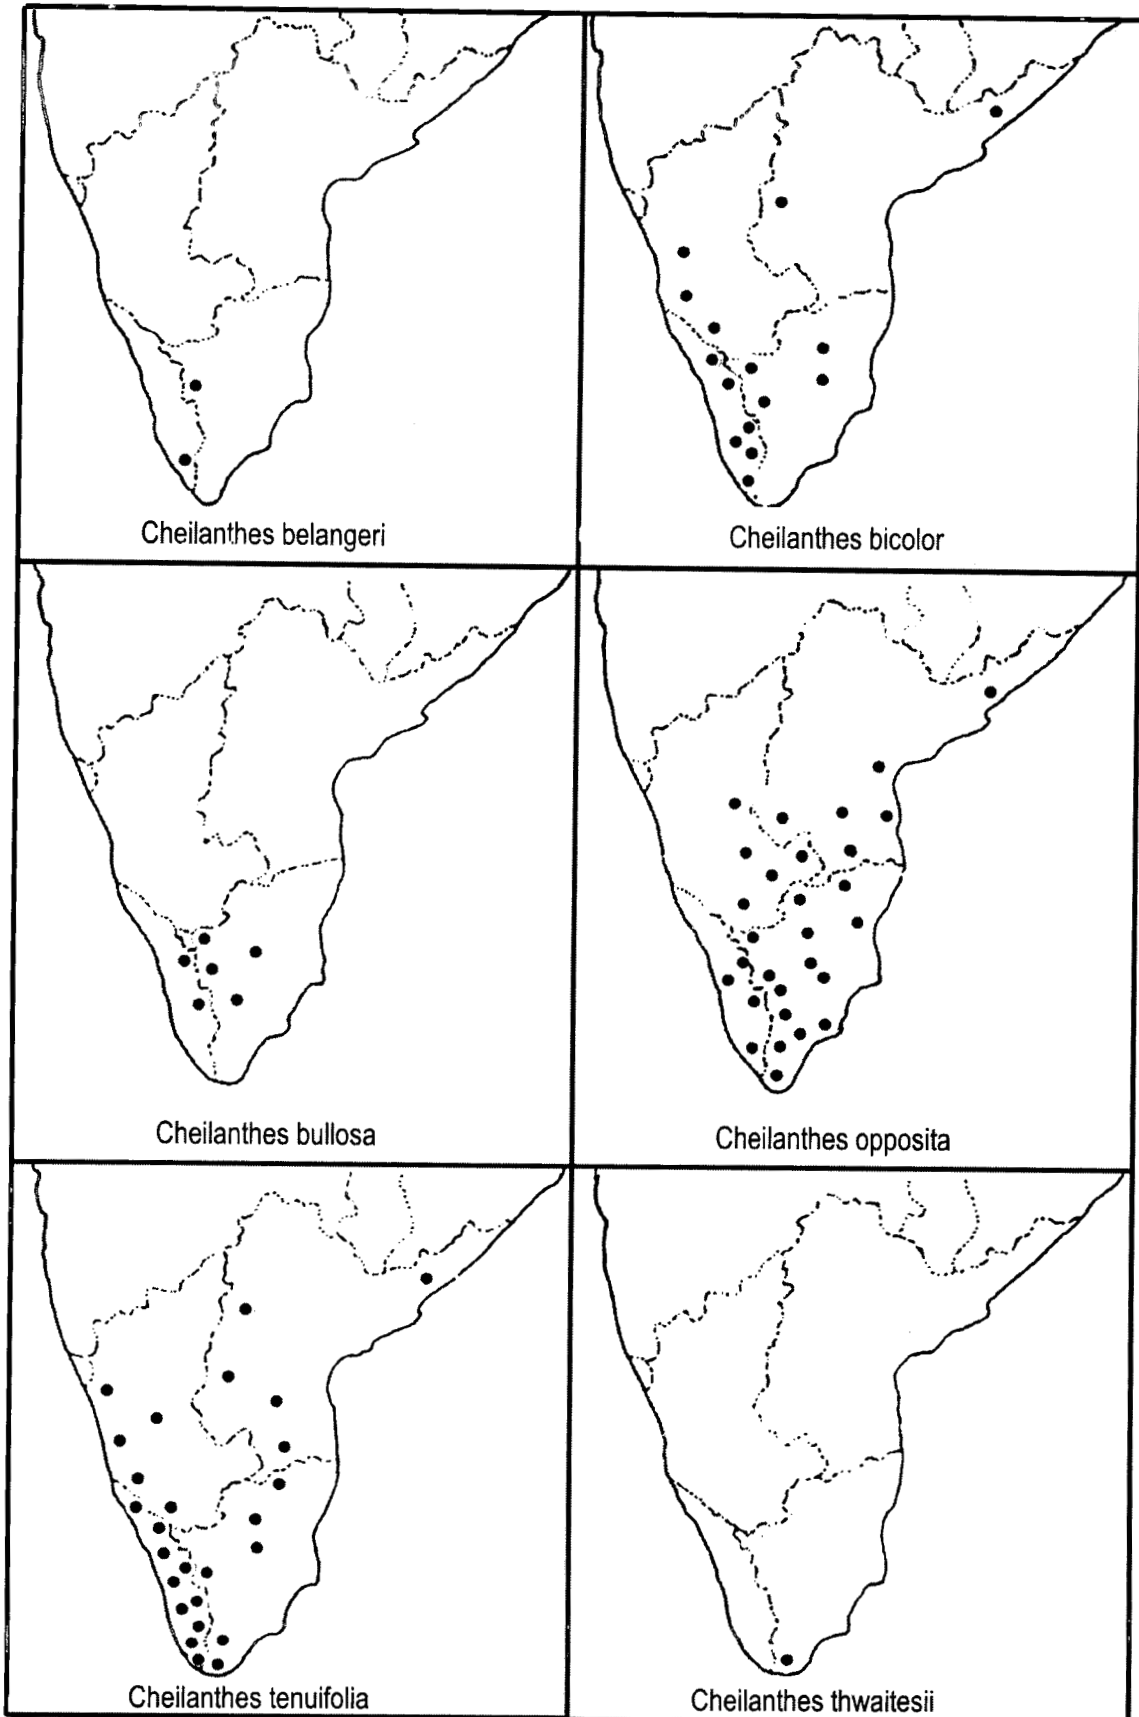 Cheilanthes belangeri
Cheilanthes bicolor
Cheilanthes bullosa
Cheilanthes opposita
Cheilanthes tenuifolia
Cheilanthes thwaitesii